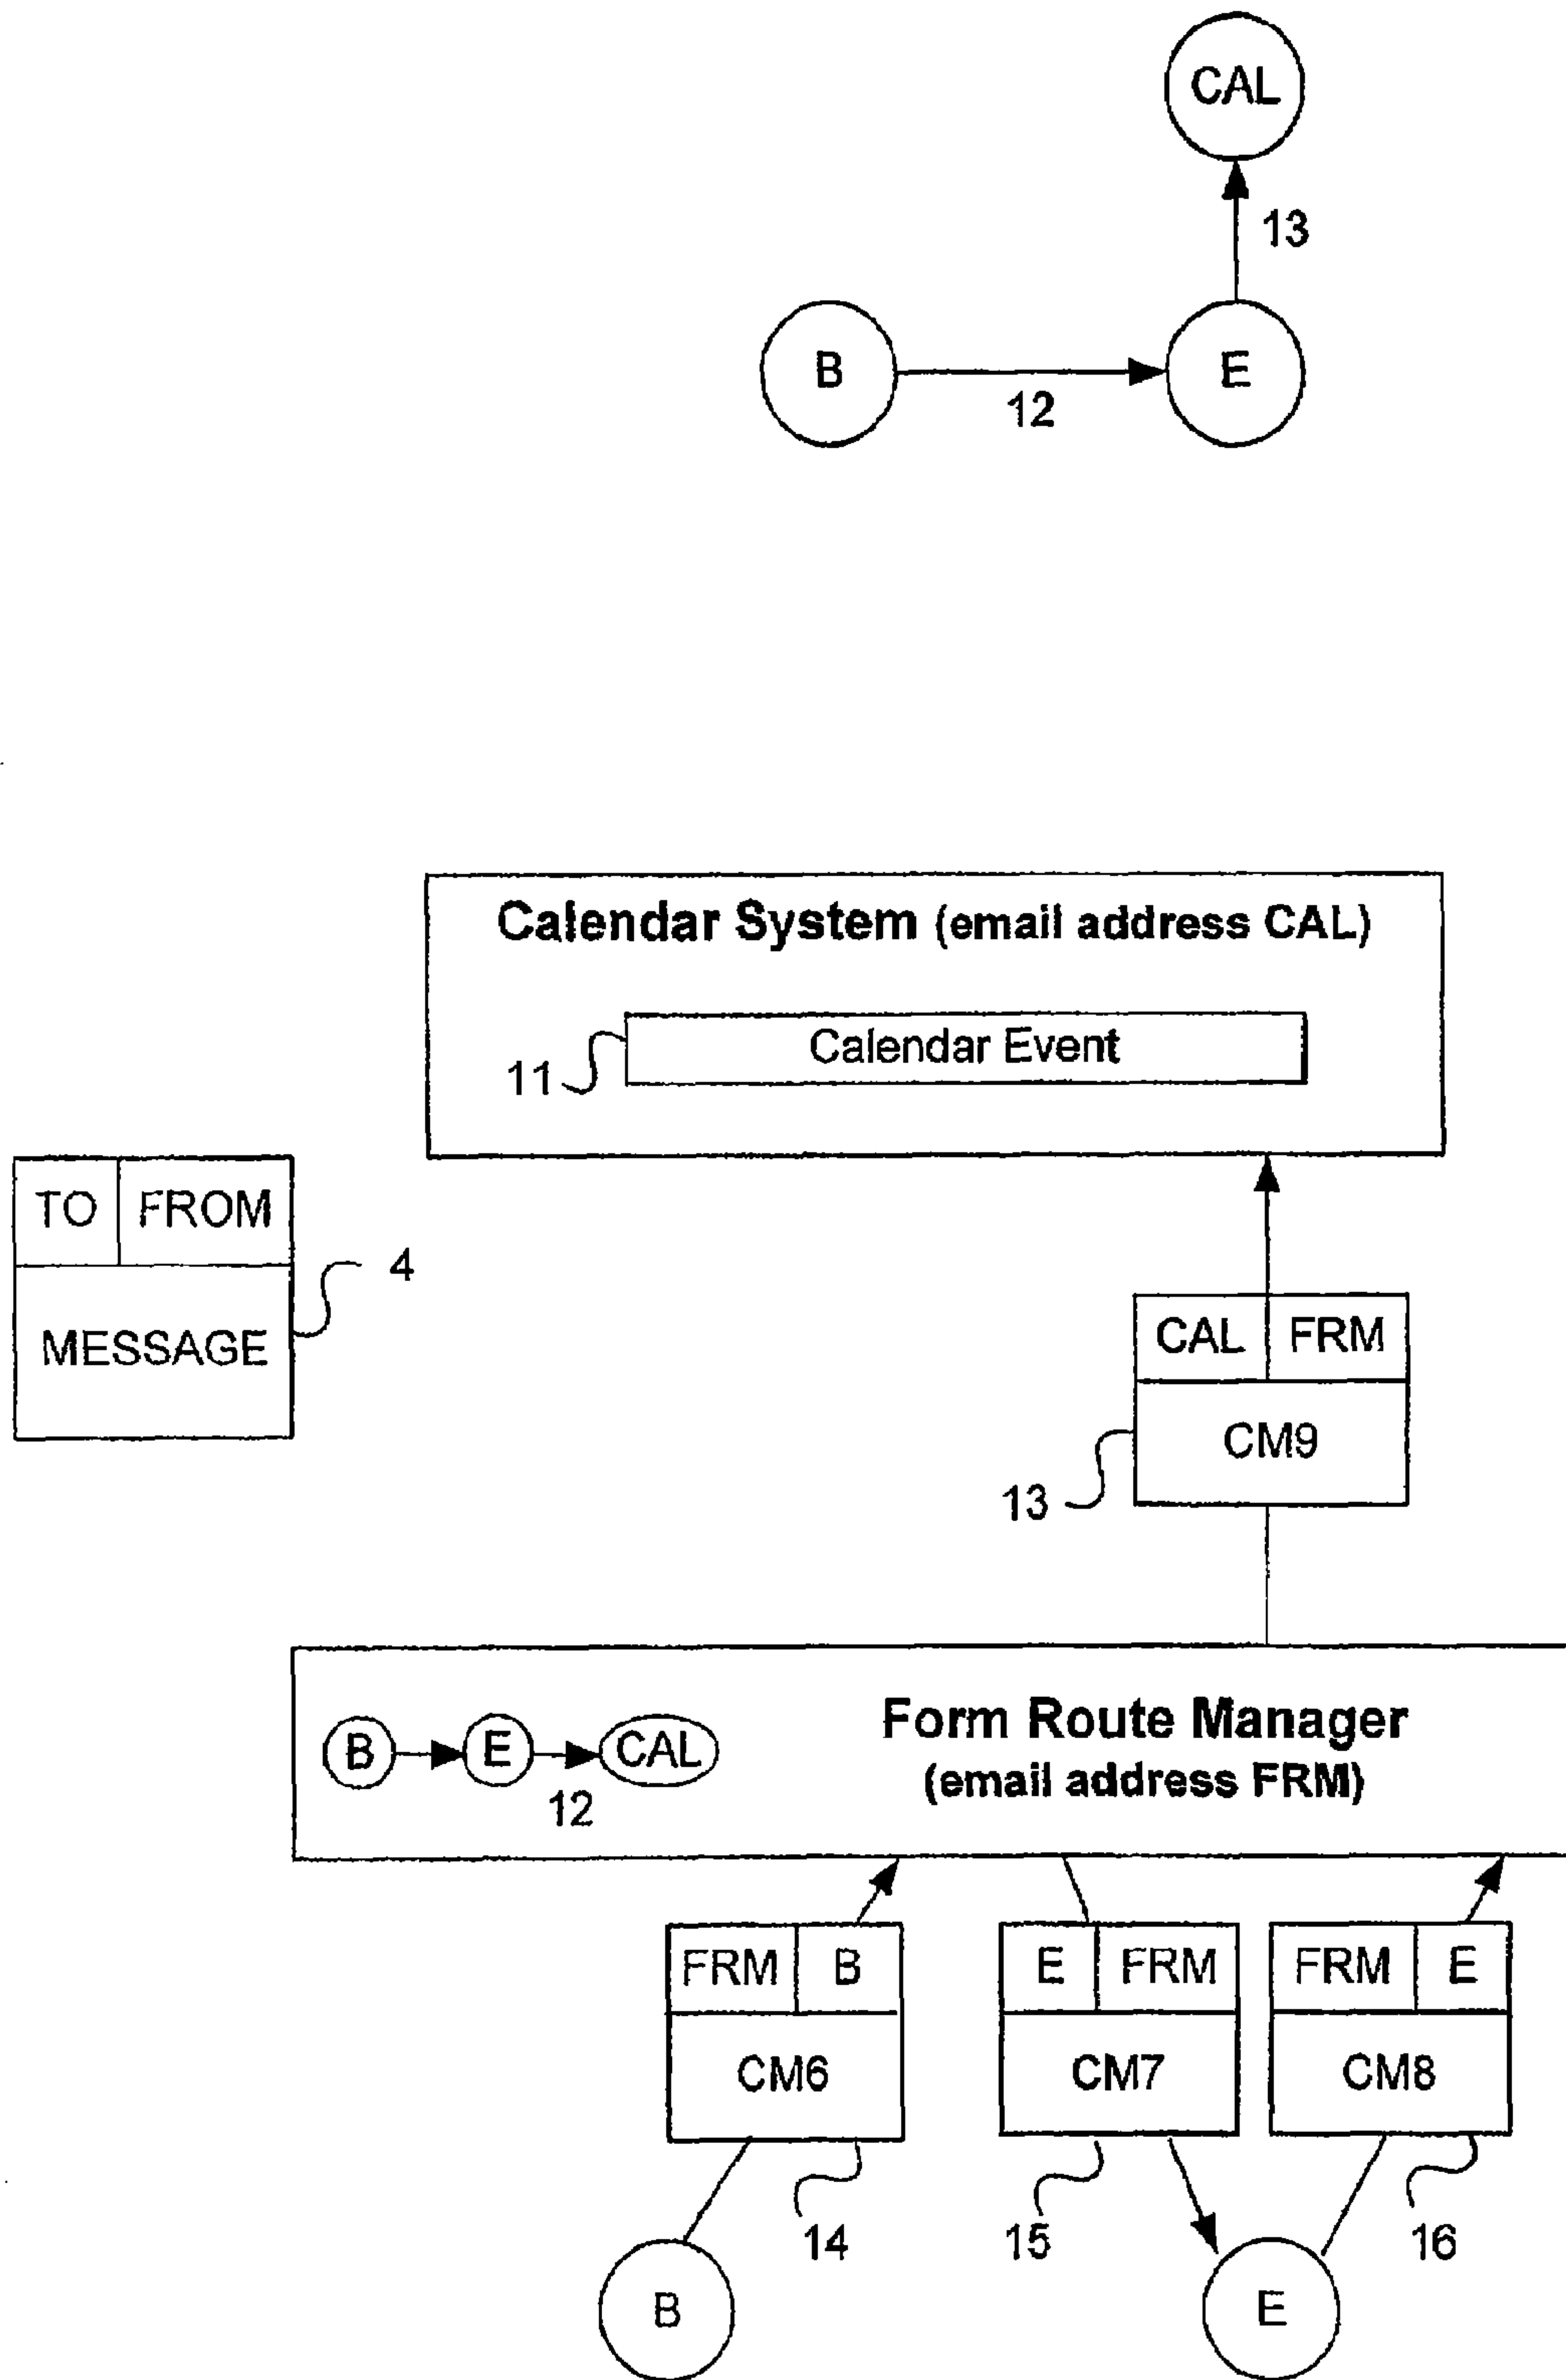 CAL
13
B
E
12
Calendar System (email address CAL)
Calendar Event
11
TO FROM
4
MESSAGE
CAL FRM
CM9
13
Form Route Manager
B E CAL
(email address FRM)
12
FRM B
E FRM
FRM E
CM6
CM7
CM8
14
15
16
B
E